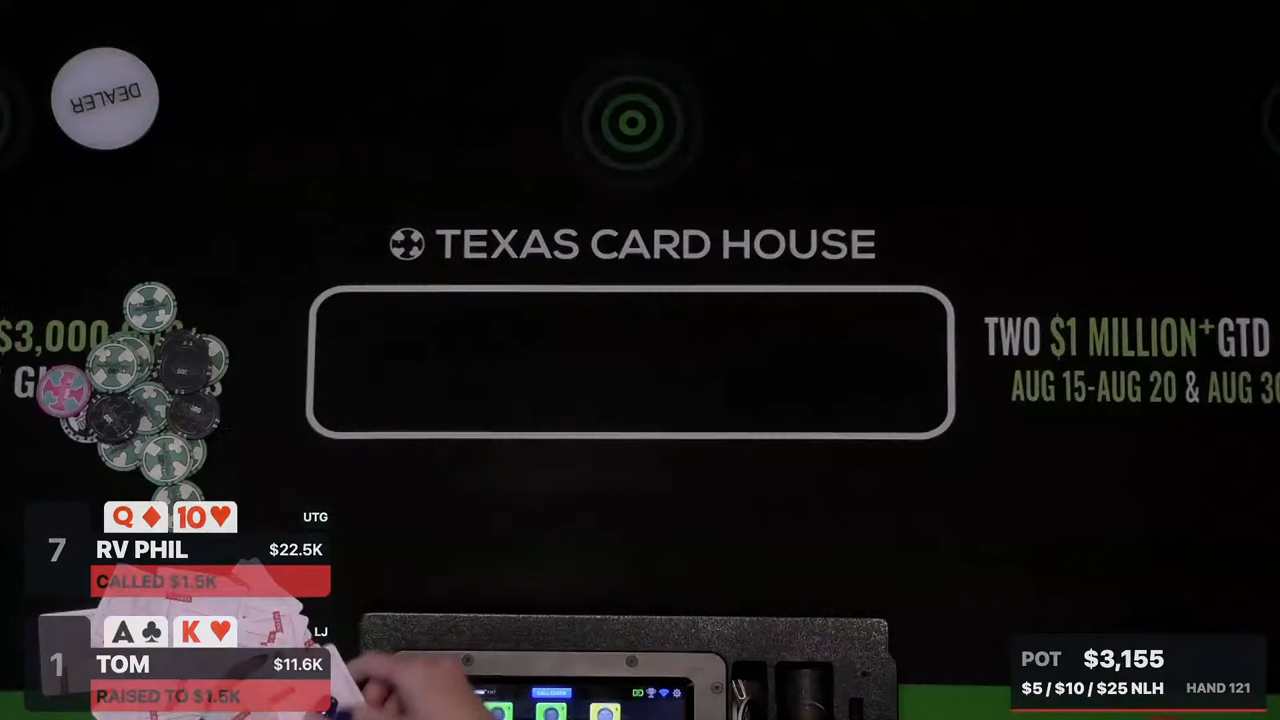 DEALER
TEXAS CARD HOUSE
$3,000
TWO $1 MILLION+ GTD
AUG 15-AUG 20 & AUG 30
Q♦ 10♥ UTG
7 RV PHIL $22.5K
CALLED $1.5K
A♣ K♥ LJ
1 TOM $11.6K
RAISED TO $1.5K
POT $3,155
$5 / $10 / $25 NLH HAND 121
CALL CLOCK